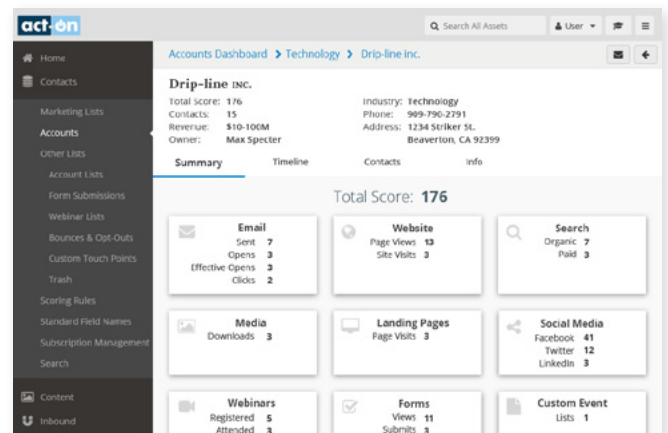 act-on
Search All Assets
User
Home
Contacts
Marketing Lists
Accounts
Other Lists
Account Lists
Form Submissions
Webinar Lists
Bounces & Opt-Outs
Custom Touch Points
Trash
Scoring Rules
Standard Field Names
Subscription Management
Search
Content
Inbound
Accounts Dashboard > Technology > Drip-line inc.
Drip-line INC.
Total Score: 176 Industry: Technology
Contacts: 15 Phone: 909-790-2791
Revenue: $10-100M Address: 1234 Striker St.
Owner: Max Specter Beaverton, CA 92399
Summary Timeline Contacts Info
Total Score: 176
Email
Sent 7
Opens 3
Effective Opens 3
Clicks 2
Website
Page Views 13
Site Visits 3
Search
Organic 7
Paid 3
Media
Downloads 3
Landing Pages
Page Visits 3
Social Media
Facebook 41
Twitter 12
LinkedIn 3
Webinars
Registered 5
Attended 3
Forms
Views 11
Submits 3
Custom Event
Lists 1